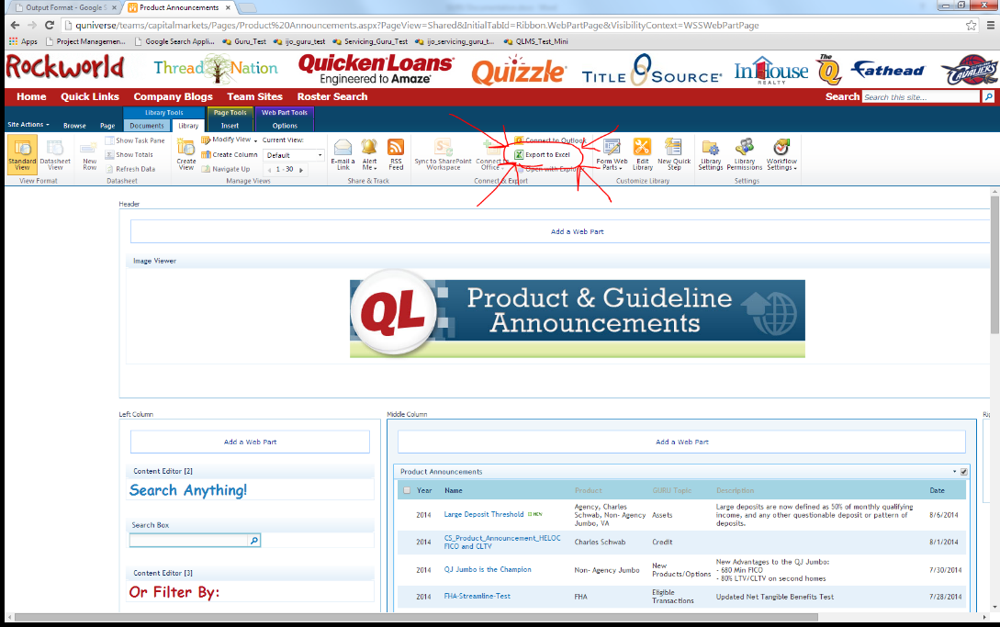 Output Format - Google S
Product Announcements
quniverse/teams/capitalmarkets/Pages/Product%20Announcements.aspx?PageView=Shared&InitialTabId=Ribbon.WebPartPage&VisibilityContext=WSSWebPartPage
Apps Project Managemen... Google Search Appli... Guru_Test ijo_guru_test Servicing_Guru_Test ijo_servicing_guru_t... QLMS_Test_Mini
Rockworld Thread Nation Quicken Loans Engineered to Amaze Quizzle TITLE SOURCE InHouse REALTY The Q Fathead CAVALIERS
Home Quick Links Company Blogs Team Sites Roster Search Search Search this site...
Library Tools Page Tools Web Part Tools
Site Actions Browse Page Documents Library Insert Options
Standard View
Datasheet View
View Format
New Row
Show Task Pane
Show Totals
Refresh Data
Datasheet
Create View
Modify View
Create Column
Navigate Up
Current View:
Default
1 - 30
Manage Views
E-mail a Link
Alert Me
RSS Feed
Share & Track
Sync to SharePoint Workspace
Connect to Office
Connect to Outlook
Export to Excel
Open with Explorer
Connect & Export
Form Web Parts
Edit Library
New Quick Step
Customize Library
Library Settings
Library Permissions
Workflow Settings
Settings
Header
Add a Web Part
Image Viewer
QL
Product & Guideline
Announcements
Left Column
Add a Web Part
Content Editor [2]
Search Anything!
Search Box
Content Editor [3]
Or Filter By:
Middle Column
Add a Web Part
Product Announcements
Year Name Product GURU Topic Description Date
2014 Large Deposit Threshold NEW Agency, Charles Schwab, Non- Agency Jumbo, VA Assets Large deposits are now defined as 50% of monthly qualifying income, and any other questionable deposit or pattern of deposits. 8/6/2014
2014 CS_Product_Announcement_HELOC FICO and CLTV Charles Schwab Credit 8/1/2014
2014 QJ Jumbo is the Champion Non- Agency Jumbo New Products/Options New Advantages to the QJ Jumbo:
- 680 Min FICO
- 80% LTV/CLTV on second homes 7/30/2014
2014 FHA-Streamline-Test FHA Eligible Transactions Updated Net Tangible Benefits Test 7/28/2014